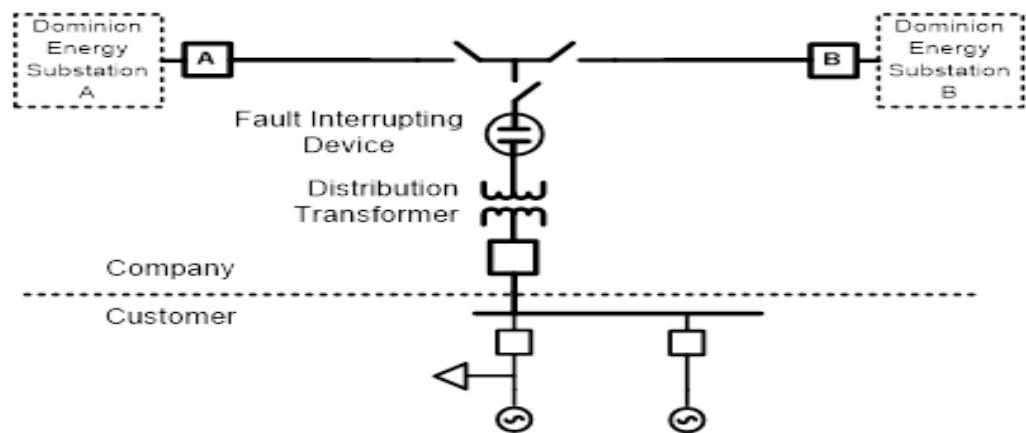 Dominion
Energy
Substation
A
A
B
Dominion
Energy
Substation
B
Fault Interrupting
Device
Distribution
Transformer
Company
Customer